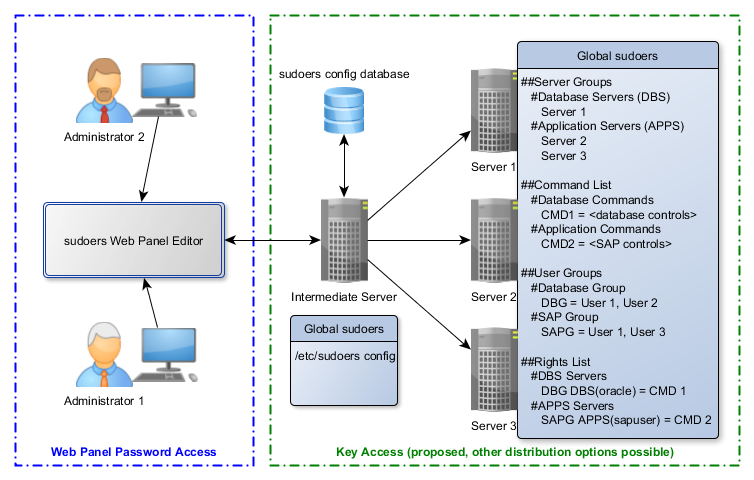 Administrator 2
sudoers Web Panel Editor
Administrator 1
Web Panel Password Access
sudoers config database
Intermediate Server
Global sudoers
/etc/sudoers config
Server 1
Server 2
Server 3
Global sudoers
##Server Groups
#Database Servers (DBS)
Server 1
#Application Servers (APPS)
Server 2
Server 3
##Command List
#Database Commands
CMD1 = <database controls>
#Application Commands
CMD2 = <SAP controls>
##User Groups
#Database Group
DBG = User 1, User 2
#SAP Group
SAPG = User 1, User 3
##Rights List
#DBS Servers
DBG DBS(oracle) = CMD 1
#APPS Servers
SAPG APPS(sapuser) = CMD 2
Key Access (proposed, other distribution options possible)